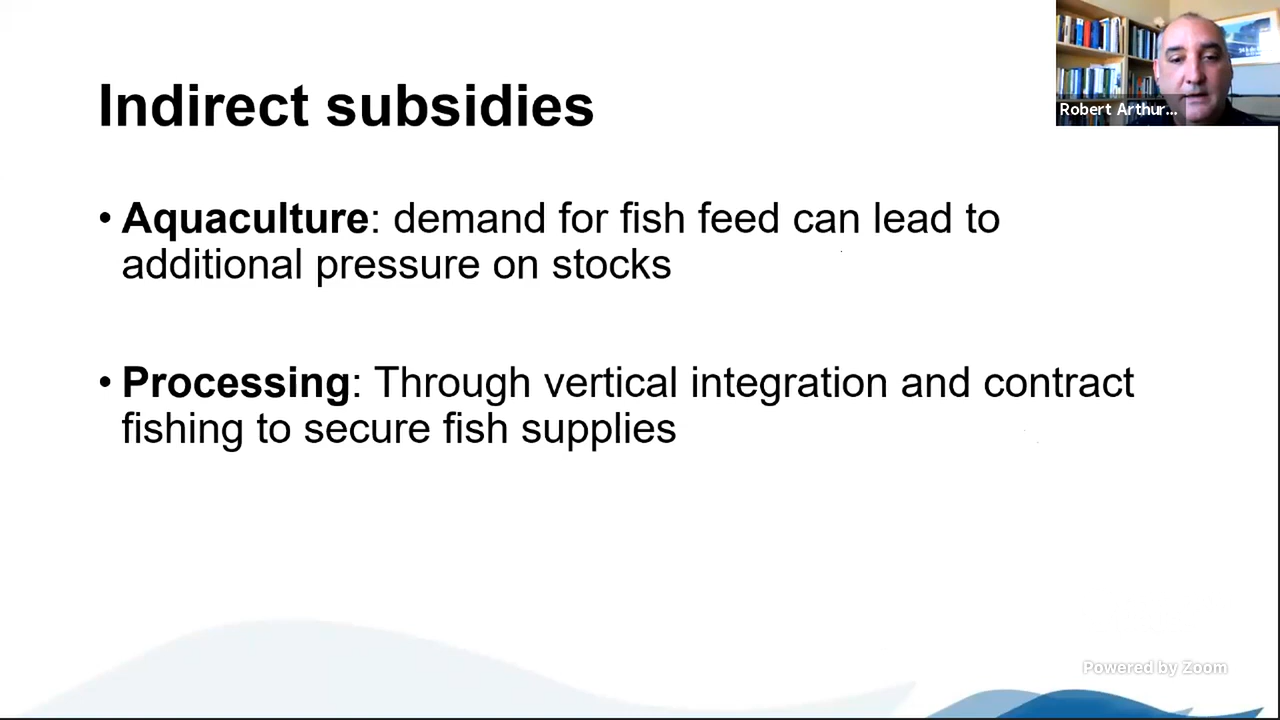 Indirect subsidies
Robert Arthur...
• Aquaculture: demand for fish feed can lead to
additional pressure on stocks
• Processing: Through vertical integration and contract
fishing to secure fish supplies
Powered by Zoom